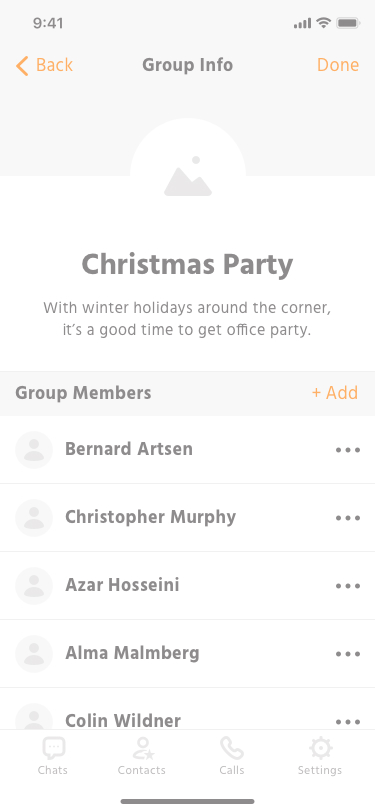 9:41
Back
Group Info
Done
Christmas Party
With winter holidays around the corner,
it’s a good time to get office party.
Group Members
+ Add
Bernard Artsen
Christopher Murphy
Azar Hosseini
Alma Malmberg
Colin Wildner
Chats
Contacts
Calls
Settings